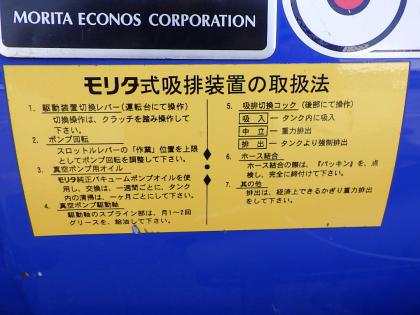 MORITA ECONOS CORPORATION
モリタ式吸排装置の取扱法
1. 駆動装置切換レバー(運転台にて操作)
切換操作は、クラッチを踏み操作して
下さい。
2. ポンプ回転
スロットルレバーの「作業」位置を上限
としてポンプ回転を調整して下さい。
3. 真空ポンプ用オイル
モリタ純正バキュームポンプオイルを使
用し、交換は、一週間ごとに、タンク
内の清掃は、一ヶ月ごとにして下さい。
4. 真空ポンプ駆動軸
駆動軸のスプライン部は、月1〜2回
グリースを、給油して下さい。
5. 吸排切換コック(後部にて操作)
吸入 ―タンク内に吸入
中立 ―重力排出
排出 ―タンクより強制排出
6. ホース結合
ホース結合の際は、『パッキン』を、点
検し、完全に締付けて下さい。
7.其の他
排出は、経済上できるかぎり重力排出
をして下さい。